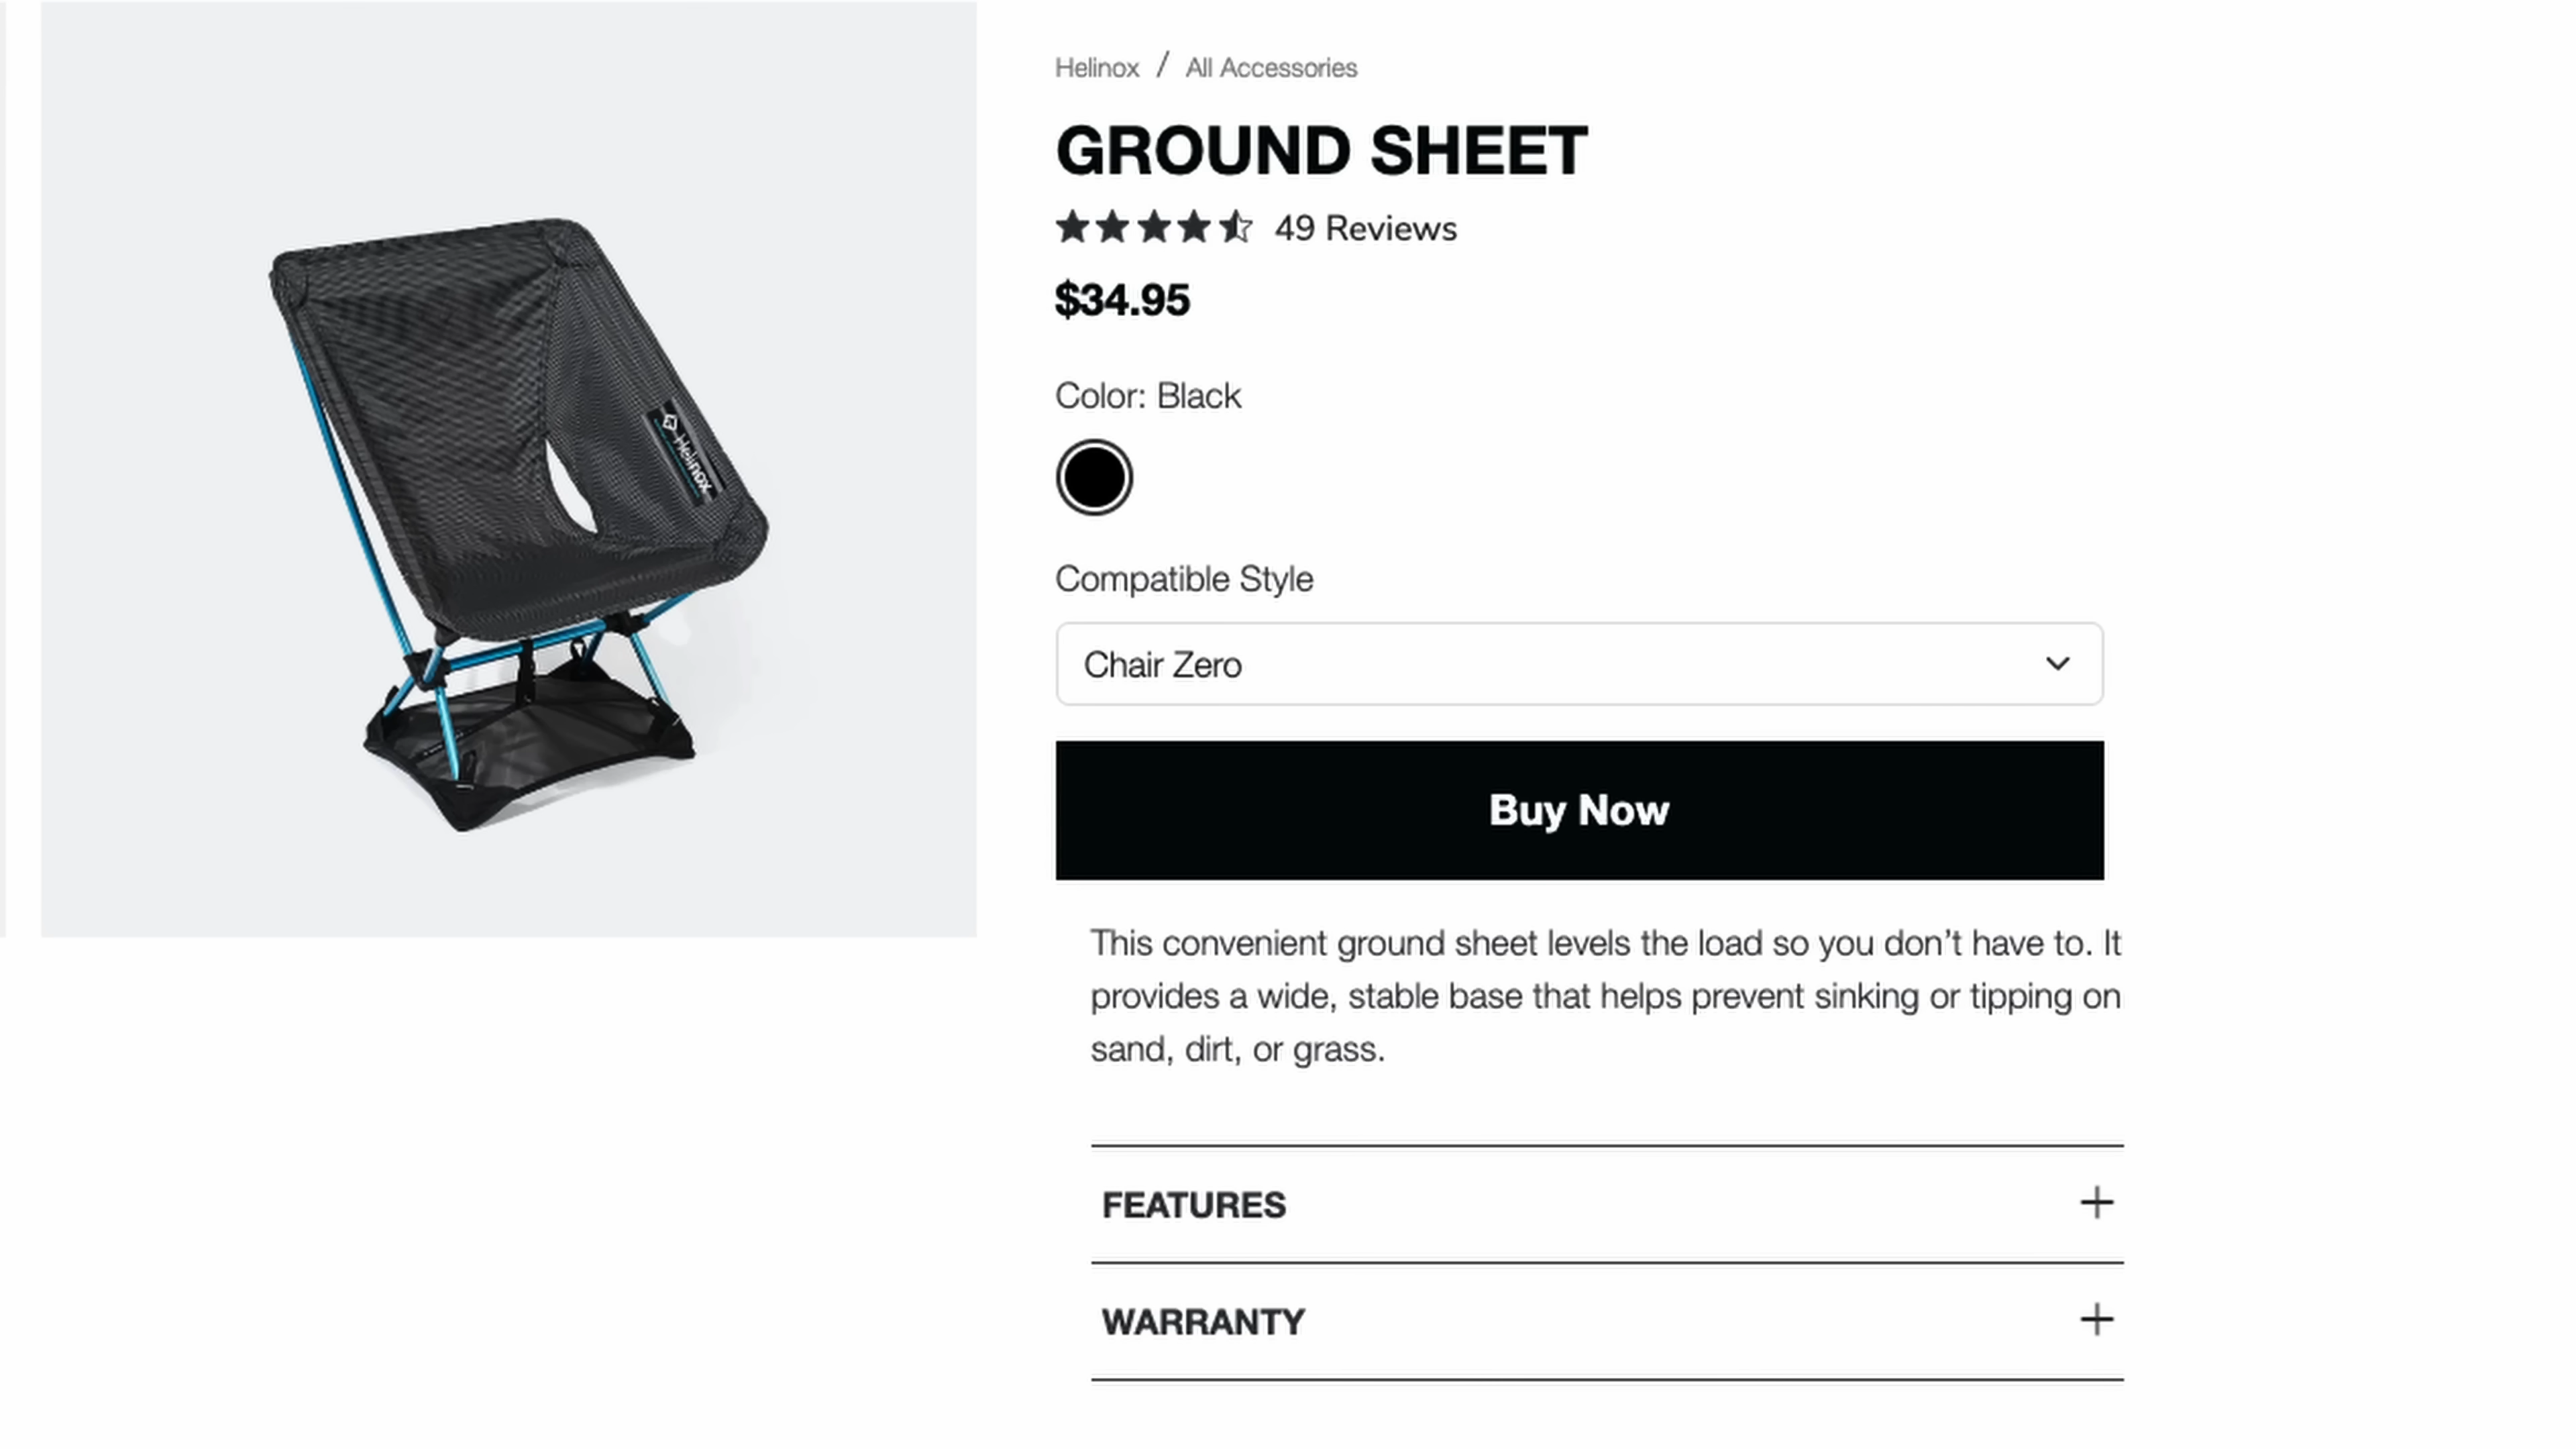 Helinox / All Accessories
GROUND SHEET
49 Reviews
$34.95
Color: Black
Compatible Style
Chair Zero
Buy Now
This convenient ground sheet levels the load so you don’t have to. It
provides a wide, stable base that helps prevent sinking or tipping on
sand, dirt, or grass.
FEATURES
WARRANTY
Helinox